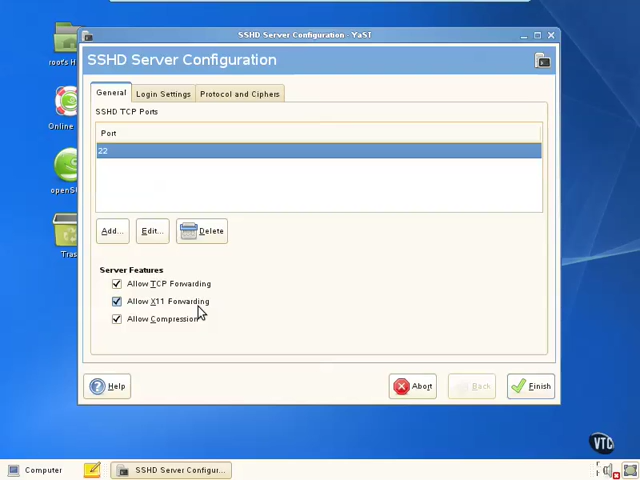 SSHD Server Configuration - YaST
SSHD Server Configuration
General
Login Settings
Protocol and Ciphers
SSHD TCP Ports
Port
22
Add...
Edit...
Delete
Server Features
Allow TCP Forwarding
Allow X11 Forwarding
Allow Compression
Help
Abort
Back
Finish
root's H
Online
openS
Tras
VTC
Computer
SSHD Server Configur...